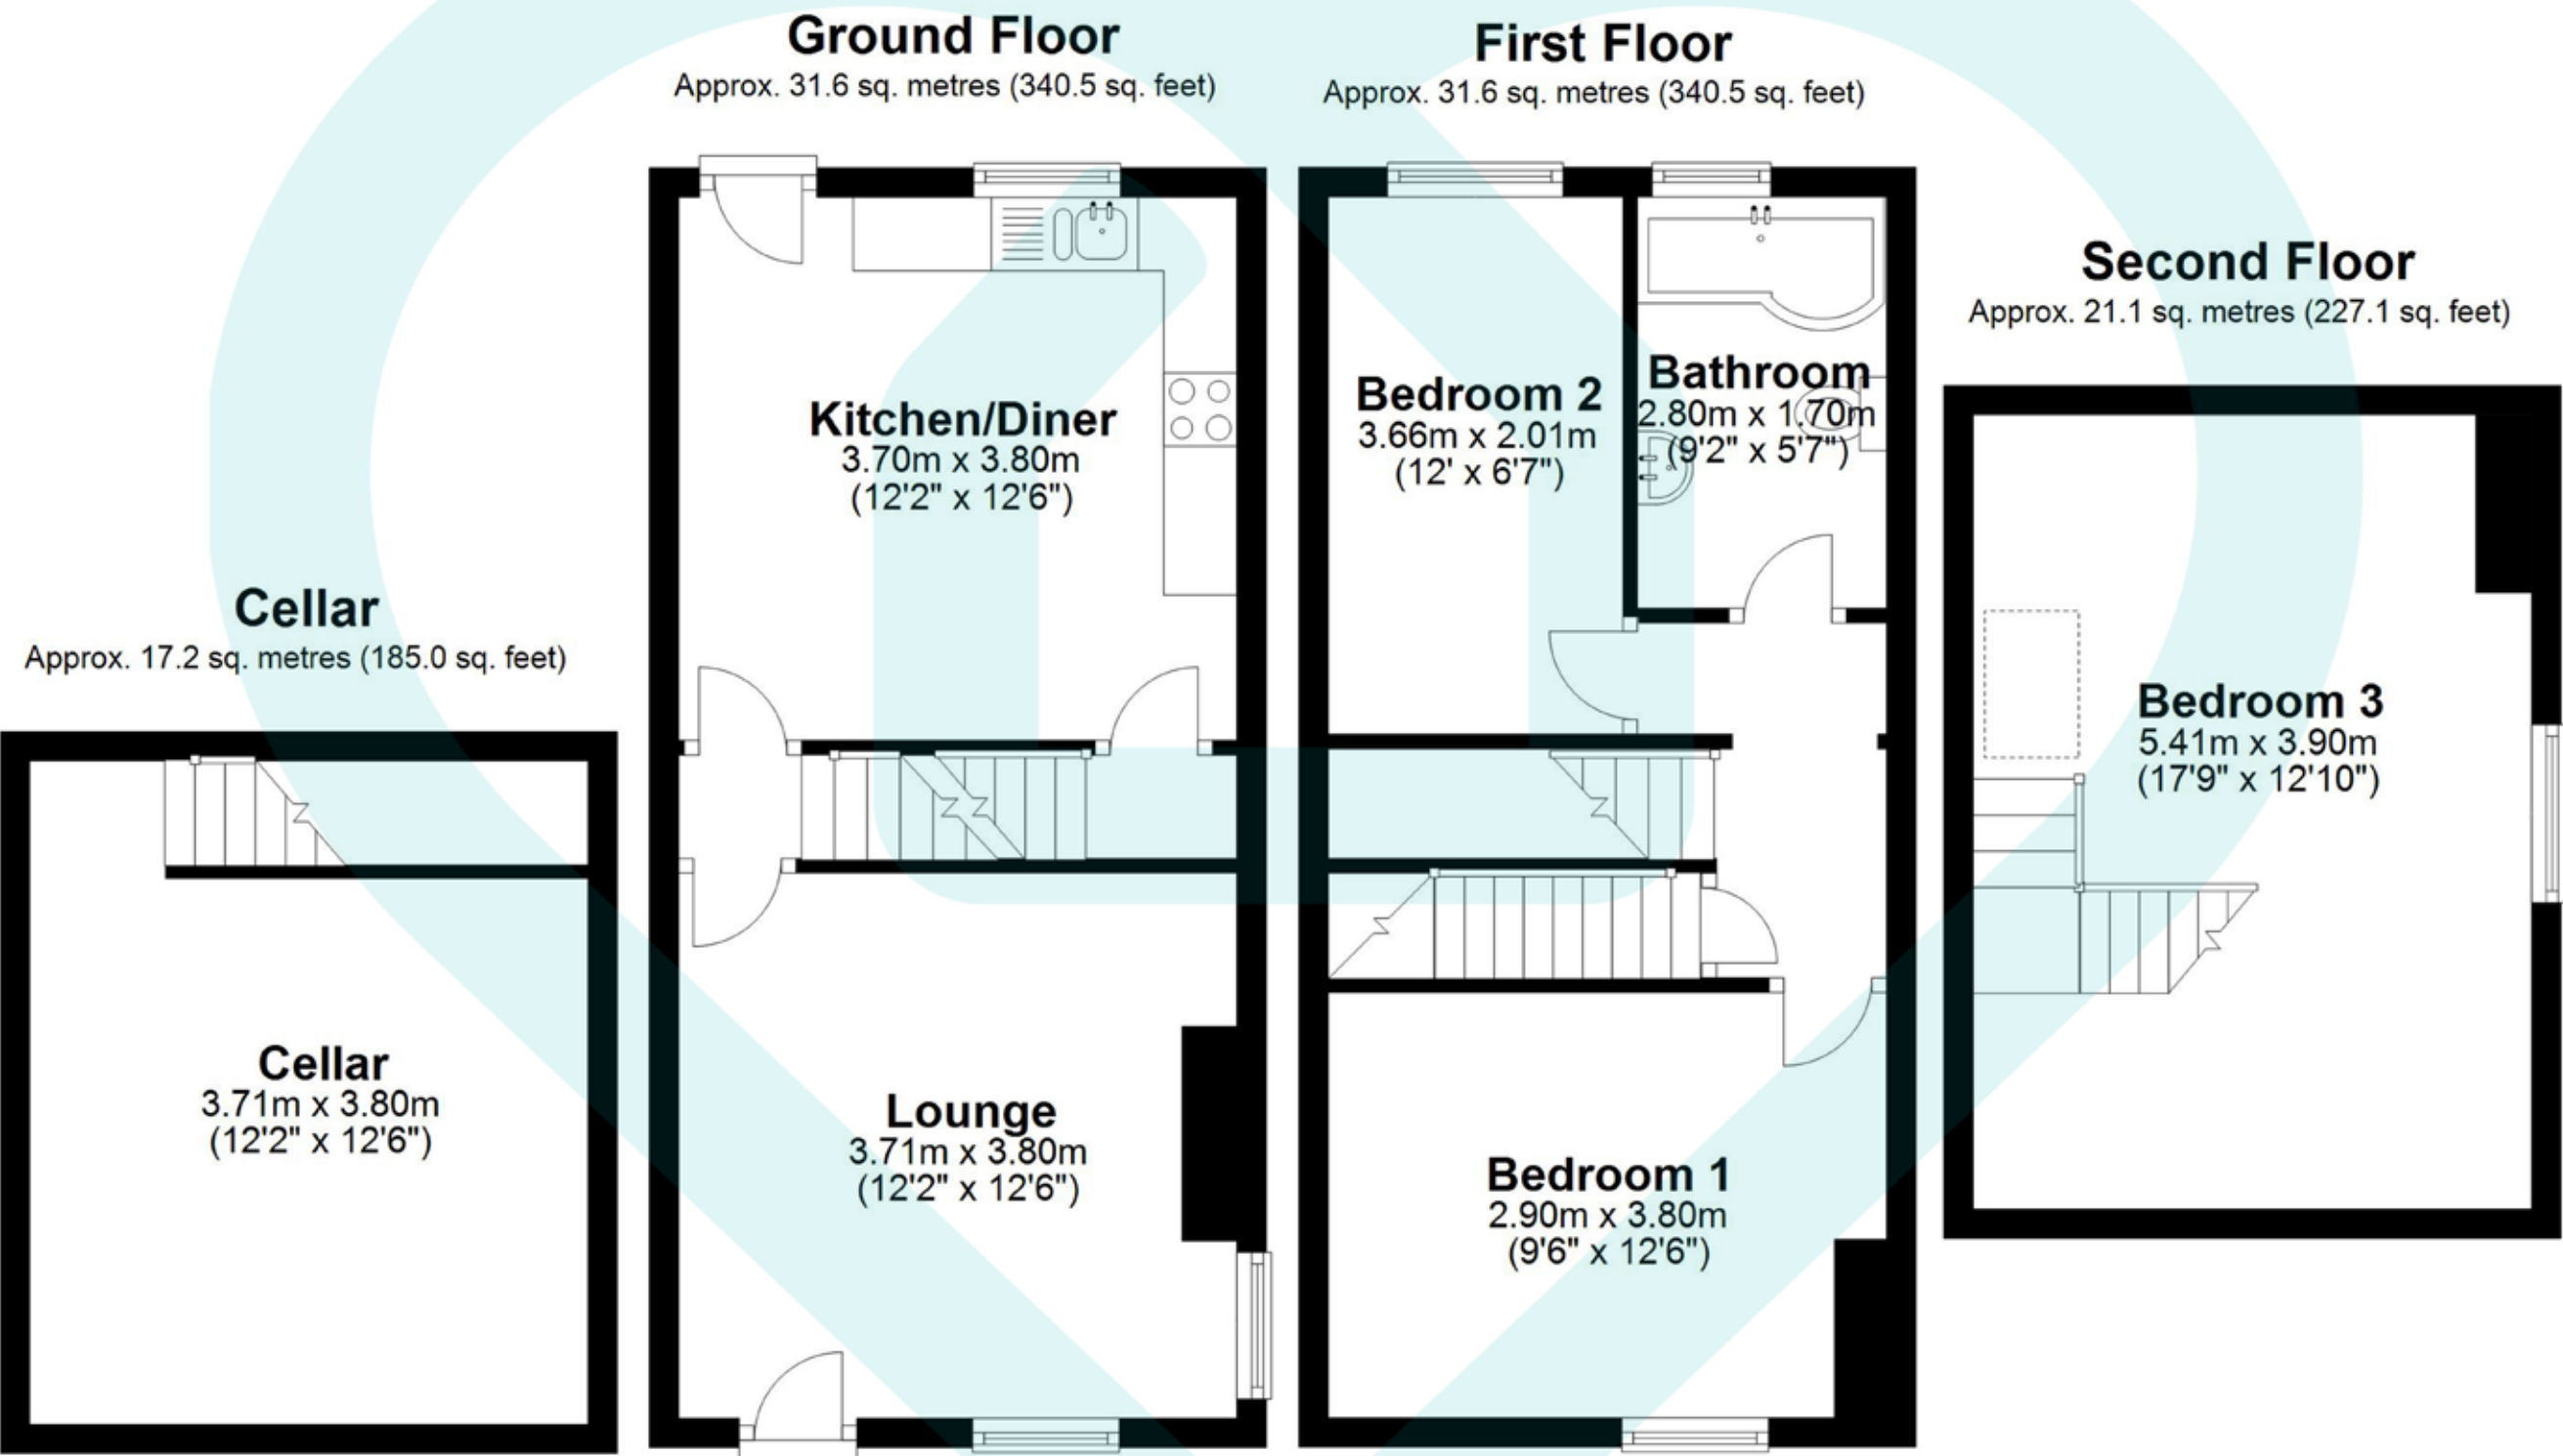 Ground Floor
Approx. 31.6 sq. metres (340.5 sq. feet)
Kitchen/Diner
3.70m x 3.80m
(12'2" x 12'6")
Lounge
3.71m x 3.80m
(12'2" x 12'6")
First Floor
Approx. 31.6 sq. metres (340.5 sq. feet)
Bedroom 2
3.66m x 2.01m
(12' x 6'7")
Bathroom
2.80m x 1.70m
(9'2" x 5'7")
Bedroom 1
2.90m x 3.80m
(9'6" x 12'6")
Second Floor
Approx. 21.1 sq. metres (227.1 sq. feet)
Bedroom 3
5.41m x 3.90m
(17'9" x 12'10")
Cellar
Approx. 17.2 sq. metres (185.0 sq. feet)
Cellar
3.71m x 3.80m
(12'2" x 12'6")